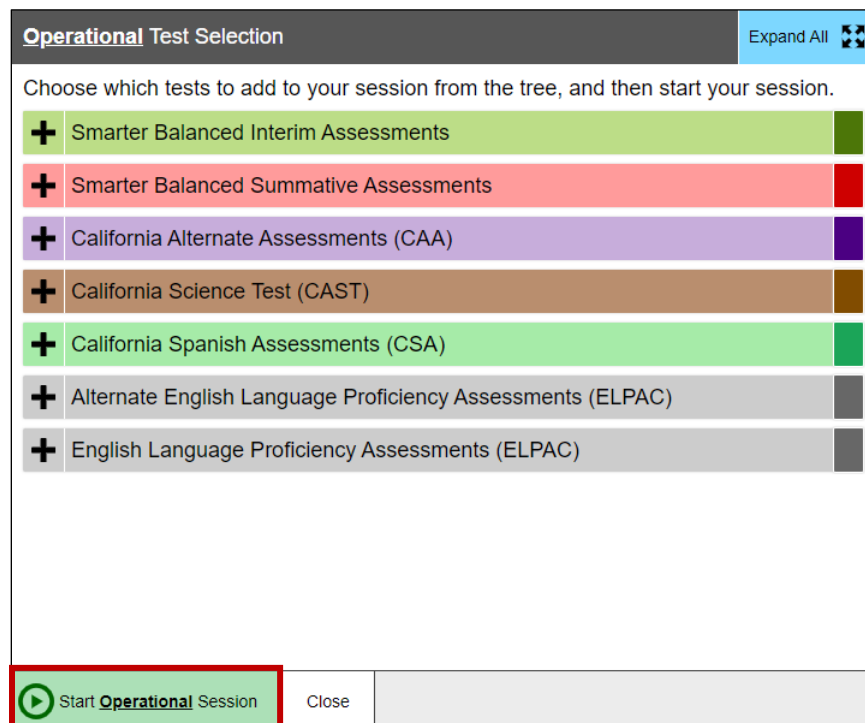 Operational Test Selection
Expand All
Choose which tests to add to your session from the tree, and then start your session.
Smarter Balanced Interim Assessments
Smarter Balanced Summative Assessments
California Alternate Assessments (CAA)
California Science Test (CAST)
California Spanish Assessments (CSA)
Alternate English Language Proficiency Assessments (ELPAC)
English Language Proficiency Assessments (ELPAC)
Start Operational Session
Close